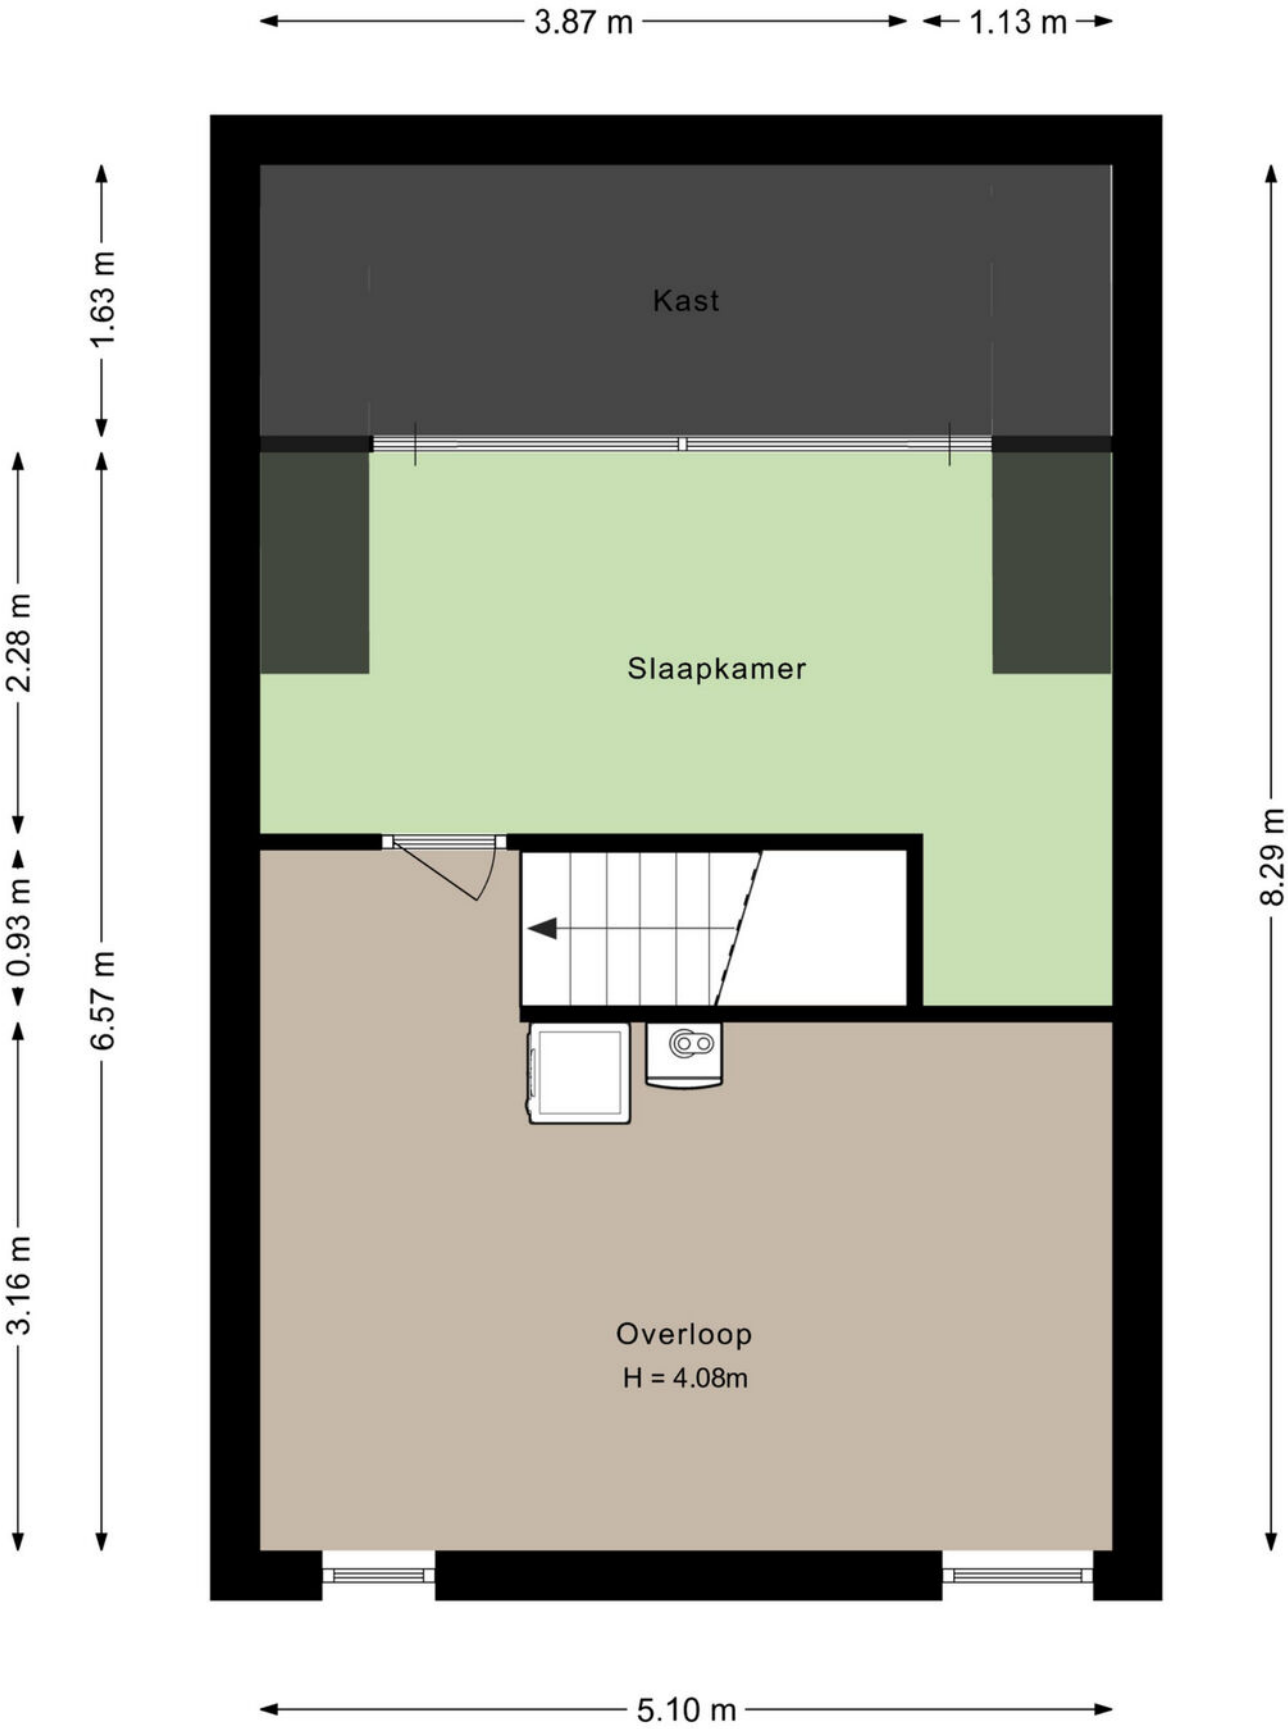 3.87 m
1.13 m
1.63 m
Kast
2.28 m
Slaapkamer
8.29 m
0.93 m
6.57 m
3.16 m
Overloop
H = 4.08m
5.10 m